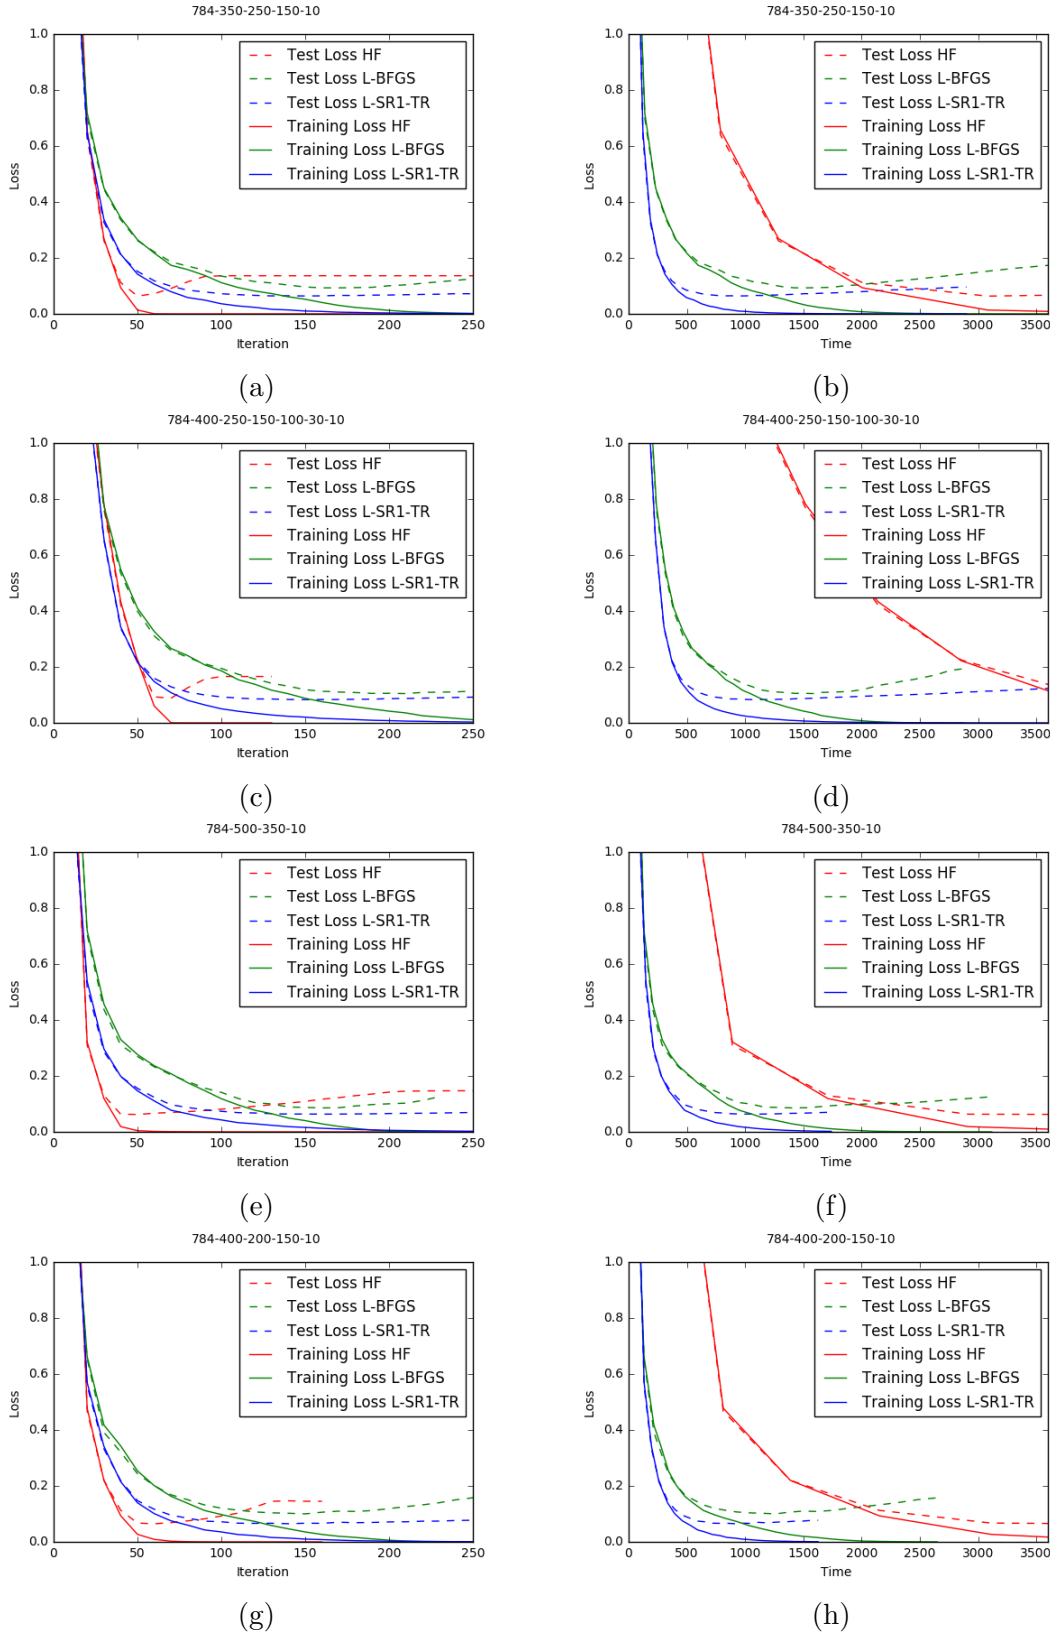 784-350-250-150-10
1.0
0.8
0.6
0.4
0.2
0.0
Loss
Test Loss HF
Test Loss L-BFGS
Test Loss L-SR1-TR
Training Loss HF
Training Loss L-BFGS
Training Loss L-SR1-TR
0 50 100 150 200 250
Iteration
(a)
784-350-250-150-10
1.0
0.8
0.6
0.4
0.2
0.0
Loss
Test Loss HF
Test Loss L-BFGS
Test Loss L-SR1-TR
Training Loss HF
Training Loss L-BFGS
Training Loss L-SR1-TR
0 500 1000 1500 2000 2500 3000 3500
Time
(b)
784-400-250-150-100-30-10
1.0
0.8
0.6
0.4
0.2
0.0
Loss
Test Loss HF
Test Loss L-BFGS
Test Loss L-SR1-TR
Training Loss HF
Training Loss L-BFGS
Training Loss L-SR1-TR
0 50 100 150 200 250
Iteration
(c)
784-400-250-150-100-30-10
1.0
0.8
0.6
0.4
0.2
0.0
Loss
Test Loss HF
Test Loss L-BFGS
Test Loss L-SR1-TR
Training Loss HF
Training Loss L-BFGS
Training Loss L-SR1-TR
0 500 1000 1500 2000 2500 3000 3500
Time
(d)
784-500-350-10
1.0
0.8
0.6
0.4
0.2
0.0
Loss
Test Loss HF
Test Loss L-BFGS
Test Loss L-SR1-TR
Training Loss HF
Training Loss L-BFGS
Training Loss L-SR1-TR
0 50 100 150 200 250
Iteration
(e)
784-500-350-10
1.0
0.8
0.6
0.4
0.2
0.0
Loss
Test Loss HF
Test Loss L-BFGS
Test Loss L-SR1-TR
Training Loss HF
Training Loss L-BFGS
Training Loss L-SR1-TR
0 500 1000 1500 2000 2500 3000 3500
Time
(f)
784-400-200-150-10
1.0
0.8
0.6
0.4
0.2
0.0
Loss
Test Loss HF
Test Loss L-BFGS
Test Loss L-SR1-TR
Training Loss HF
Training Loss L-BFGS
Training Loss L-SR1-TR
0 50 100 150 200 250
Iteration
(g)
784-400-200-150-10
1.0
0.8
0.6
0.4
0.2
0.0
Loss
Test Loss HF
Test Loss L-BFGS
Test Loss L-SR1-TR
Training Loss HF
Training Loss L-BFGS
Training Loss L-SR1-TR
0 500 1000 1500 2000 2500 3000 3500
Time
(h)